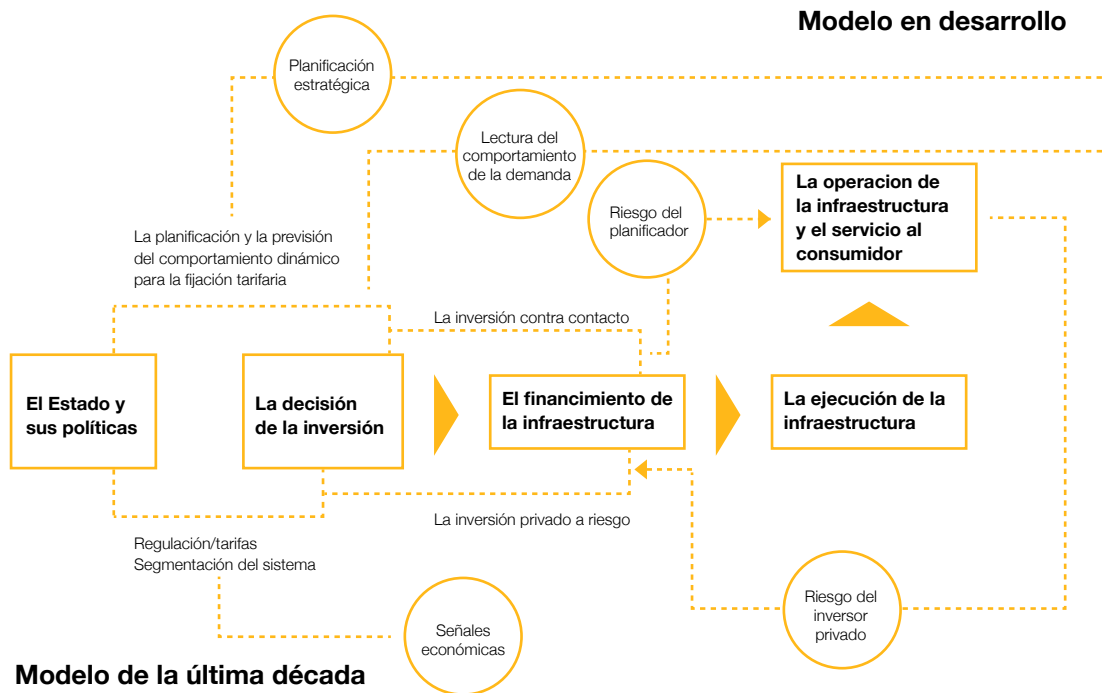 Modelo en desarrollo
Planificación
estratégica
Lectura del
comportamiento
de la demanda
Riesgo del
planificador
La operacion de
la infraestructura
y el servicio al
consumidor
La planificación y la previsión
del comportamiento dinámico
para la fijación tarifaria
La inversión contra contacto
El Estado y
sus políticas
La decisión
de la inversión
El financimiento de
la infraestructura
La ejecución de la
infraestructura
La inversión privado a riesgo
Regulación/tarifas
Segmentación del sistema
Señales
económicas
Riesgo del
inversor
privado
Modelo de la última década